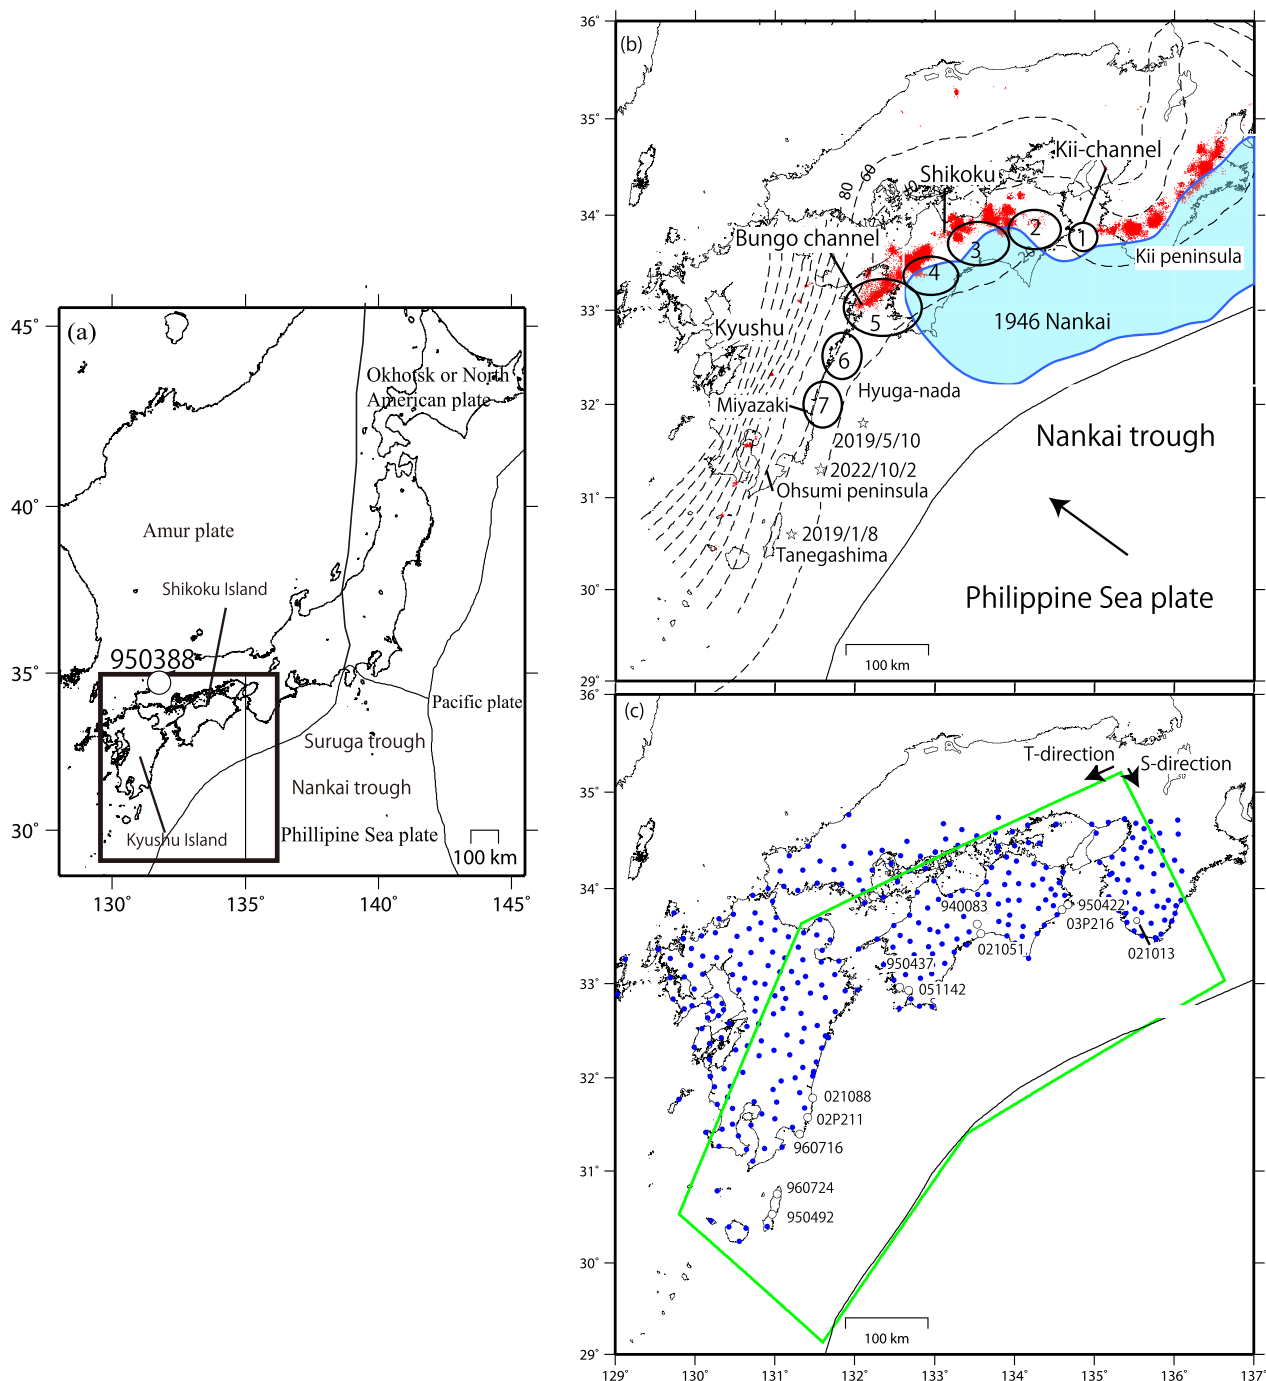 (a)
45°
40°
35°
30°
130°
135°
140°
145°
Okhotsk or North
American plate
Amur plate
Shikoku Island
950388
Pacific plate
Suruga trough
Nankai trough
Kyushu Island
Phillipine Sea plate
100 km
(b)
36°
35°
34°
33°
32°
31°
30°
29°
Kii-channel
Shikoku
80
60
Bungo channel
Kii peninsula
1
2
3
4
5
6
7
1946 Nankai
Kyushu
Hyuga-nada
Miyazaki
2019/5/10
Nankai trough
2022/10/2
Ohsumi peninsula
2019/1/8
Tanegashima
Philippine Sea plate
100 km
(c)
36°
35°
34°
33°
32°
31°
30°
29°
129°
130°
131°
132°
133°
134°
135°
136°
137°
T-direction
S-direction
940083
950422
03P216
021051
021013
950437
051142
021088
02P211
960716
960724
950492
100 km